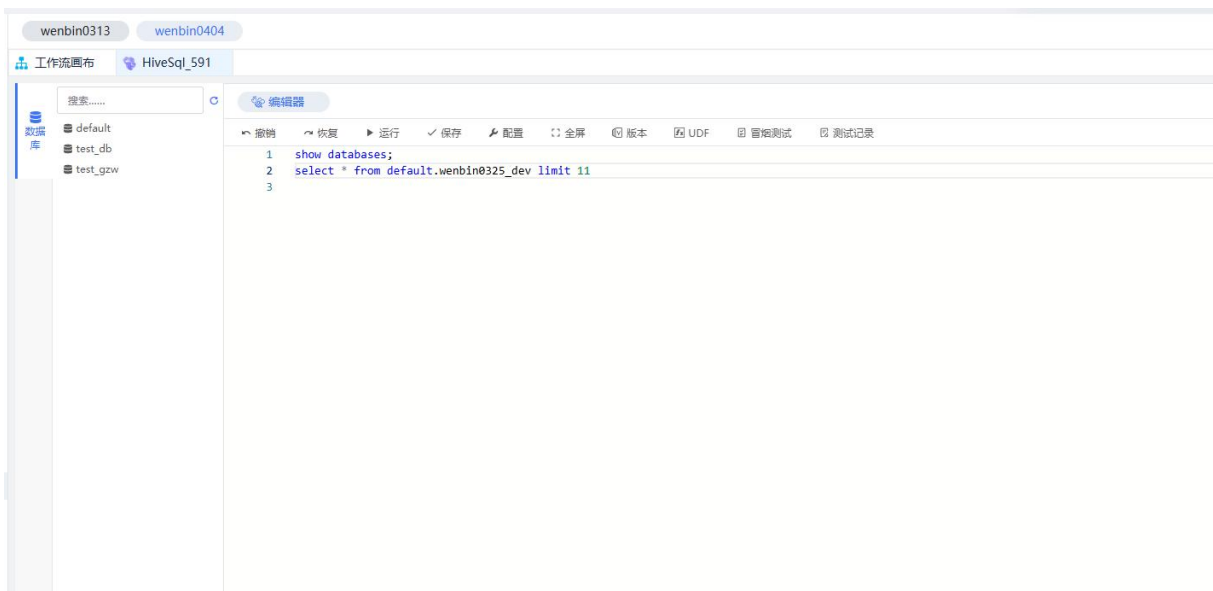 wenbin0313 wenbin0404
工作流画布 HiveSql_591
数据库
搜索......
default
test_db
test_gzw
编辑器
撤销 恢复 运行 保存 配置 全屏 版本 UDF 冒烟测试 测试记录
1 show databases;
2 select * from default.wenbin0325_dev limit 11
3